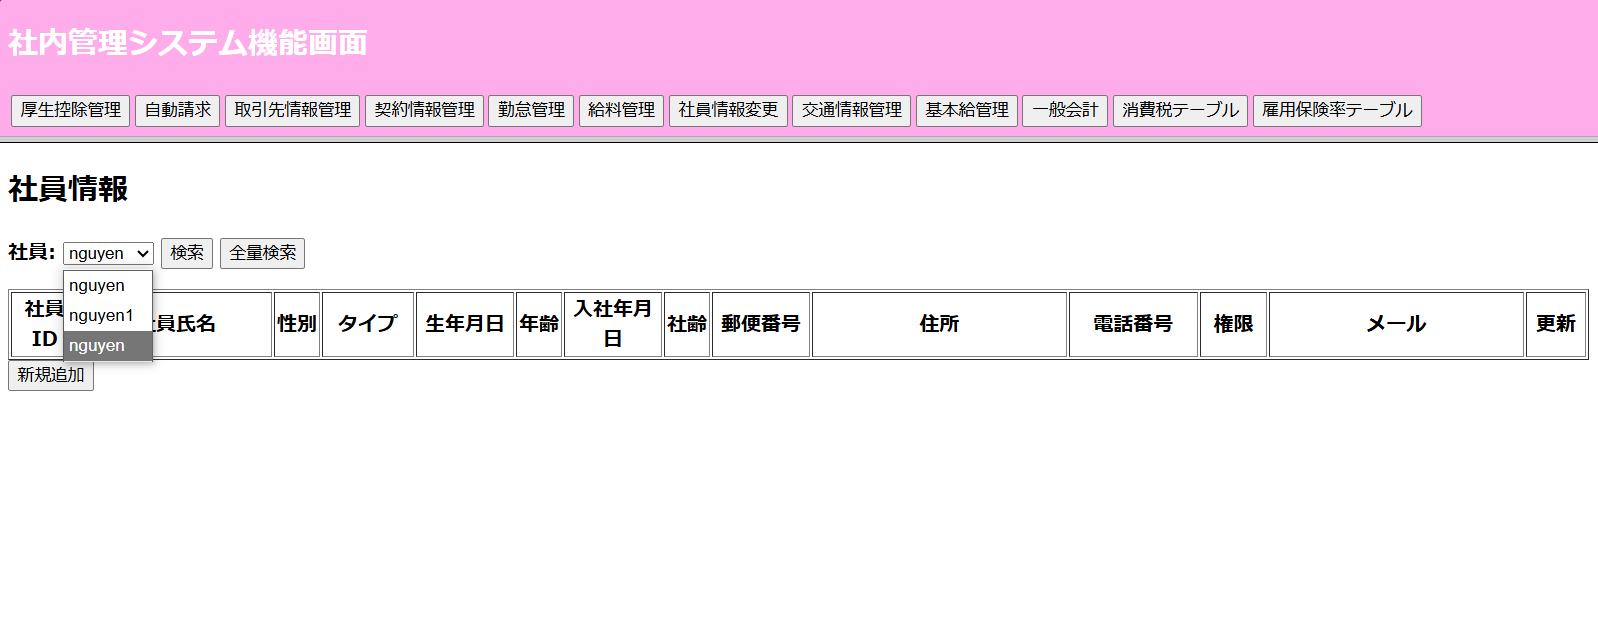 社内管理システム機能画面
厚生控除管理 自動請求 取引先情報管理 契約情報管理 勤怠管理 給料管理 社員情報変更 交通情報管理 基本給管理 一般会計 消費税テーブル 雇用保険率テーブル
社員情報
社員: nguyen 検索 全量検索
nguyen
nguyen1
nguyen
社員ID 員氏名 性別 タイプ 生年月日 年齢 入社年月日 社齢 郵便番号 住所 電話番号 権限 メール 更新
新規追加